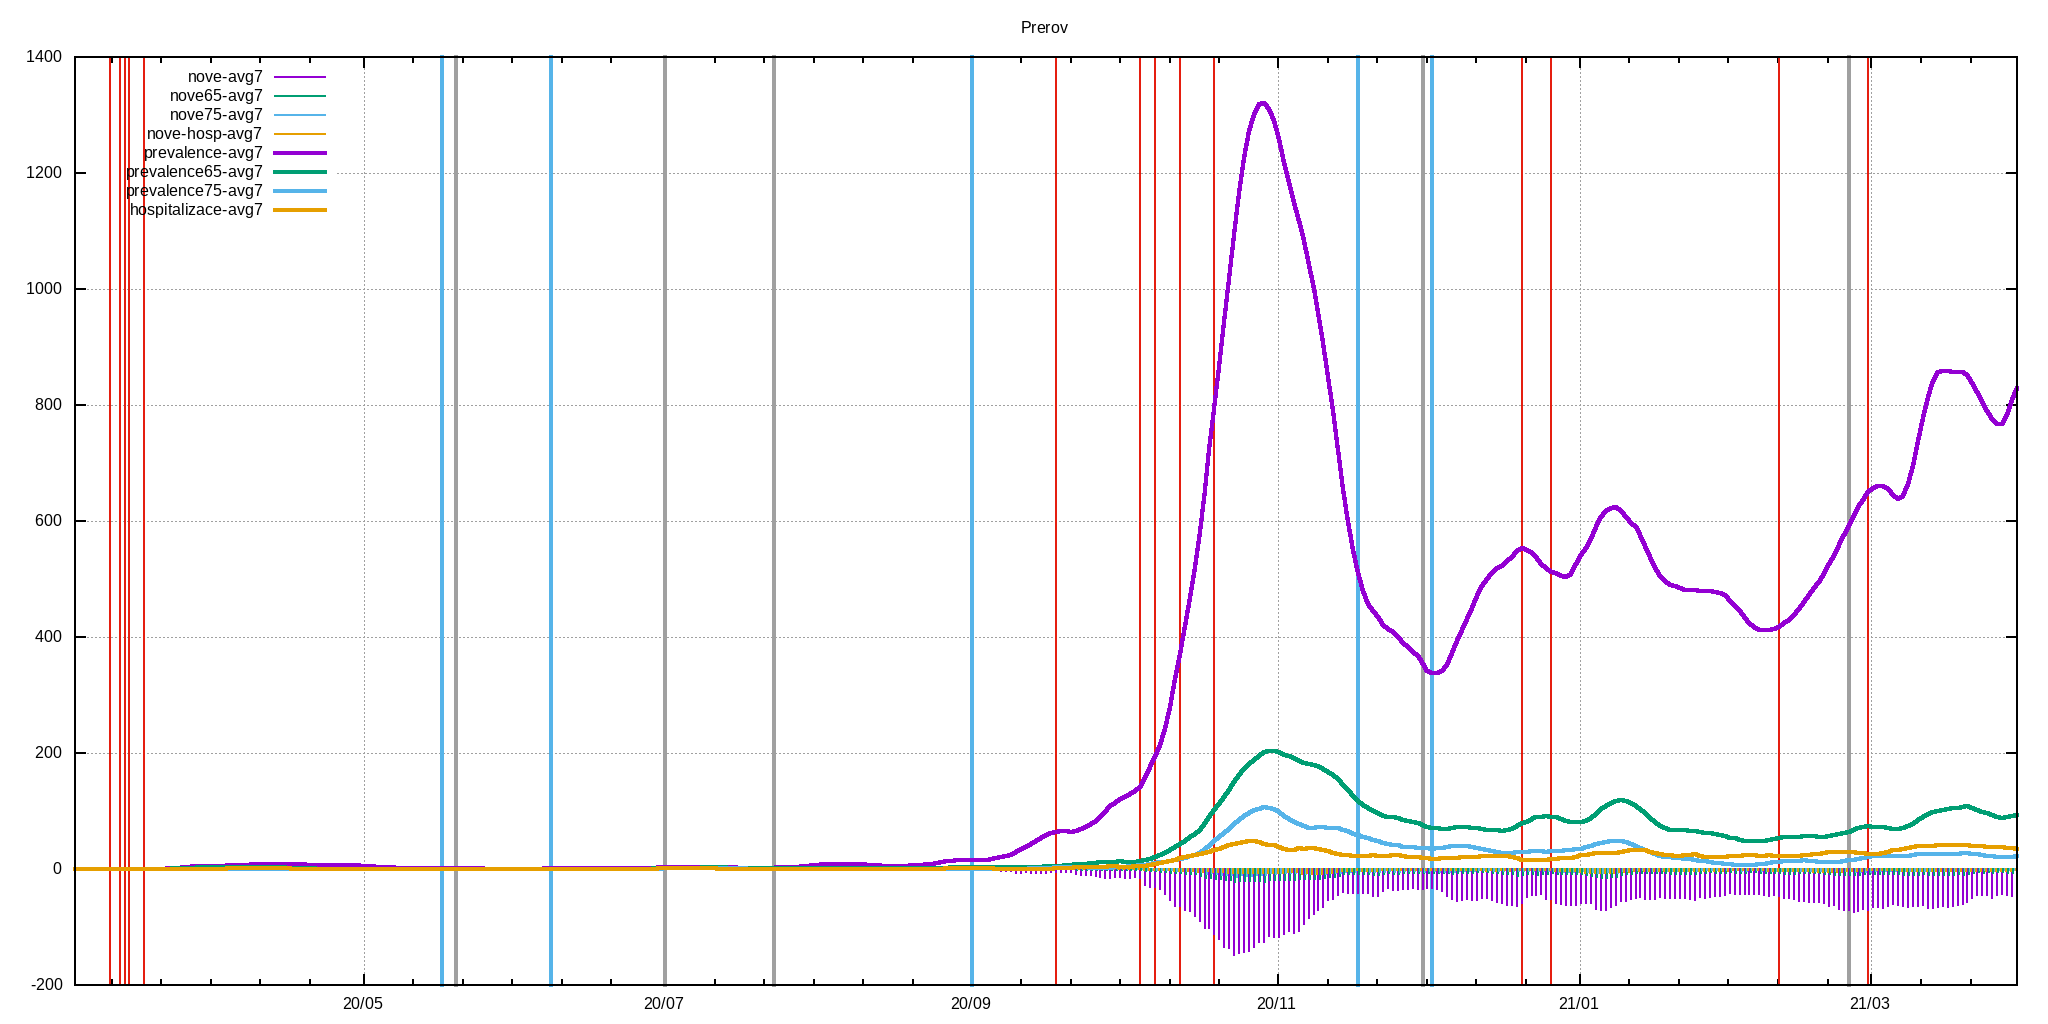 Prerov
1400
1200
1000
800
600
400
200
0
-200
nove-avg7
nove65-avg7
nove75-avg7
nove-hosp-avg7
prevalence-avg7
prevalence65-avg7
prevalence75-avg7
hospitalizace-avg7
20/05
20/07
20/09
20/11
21/01
21/03